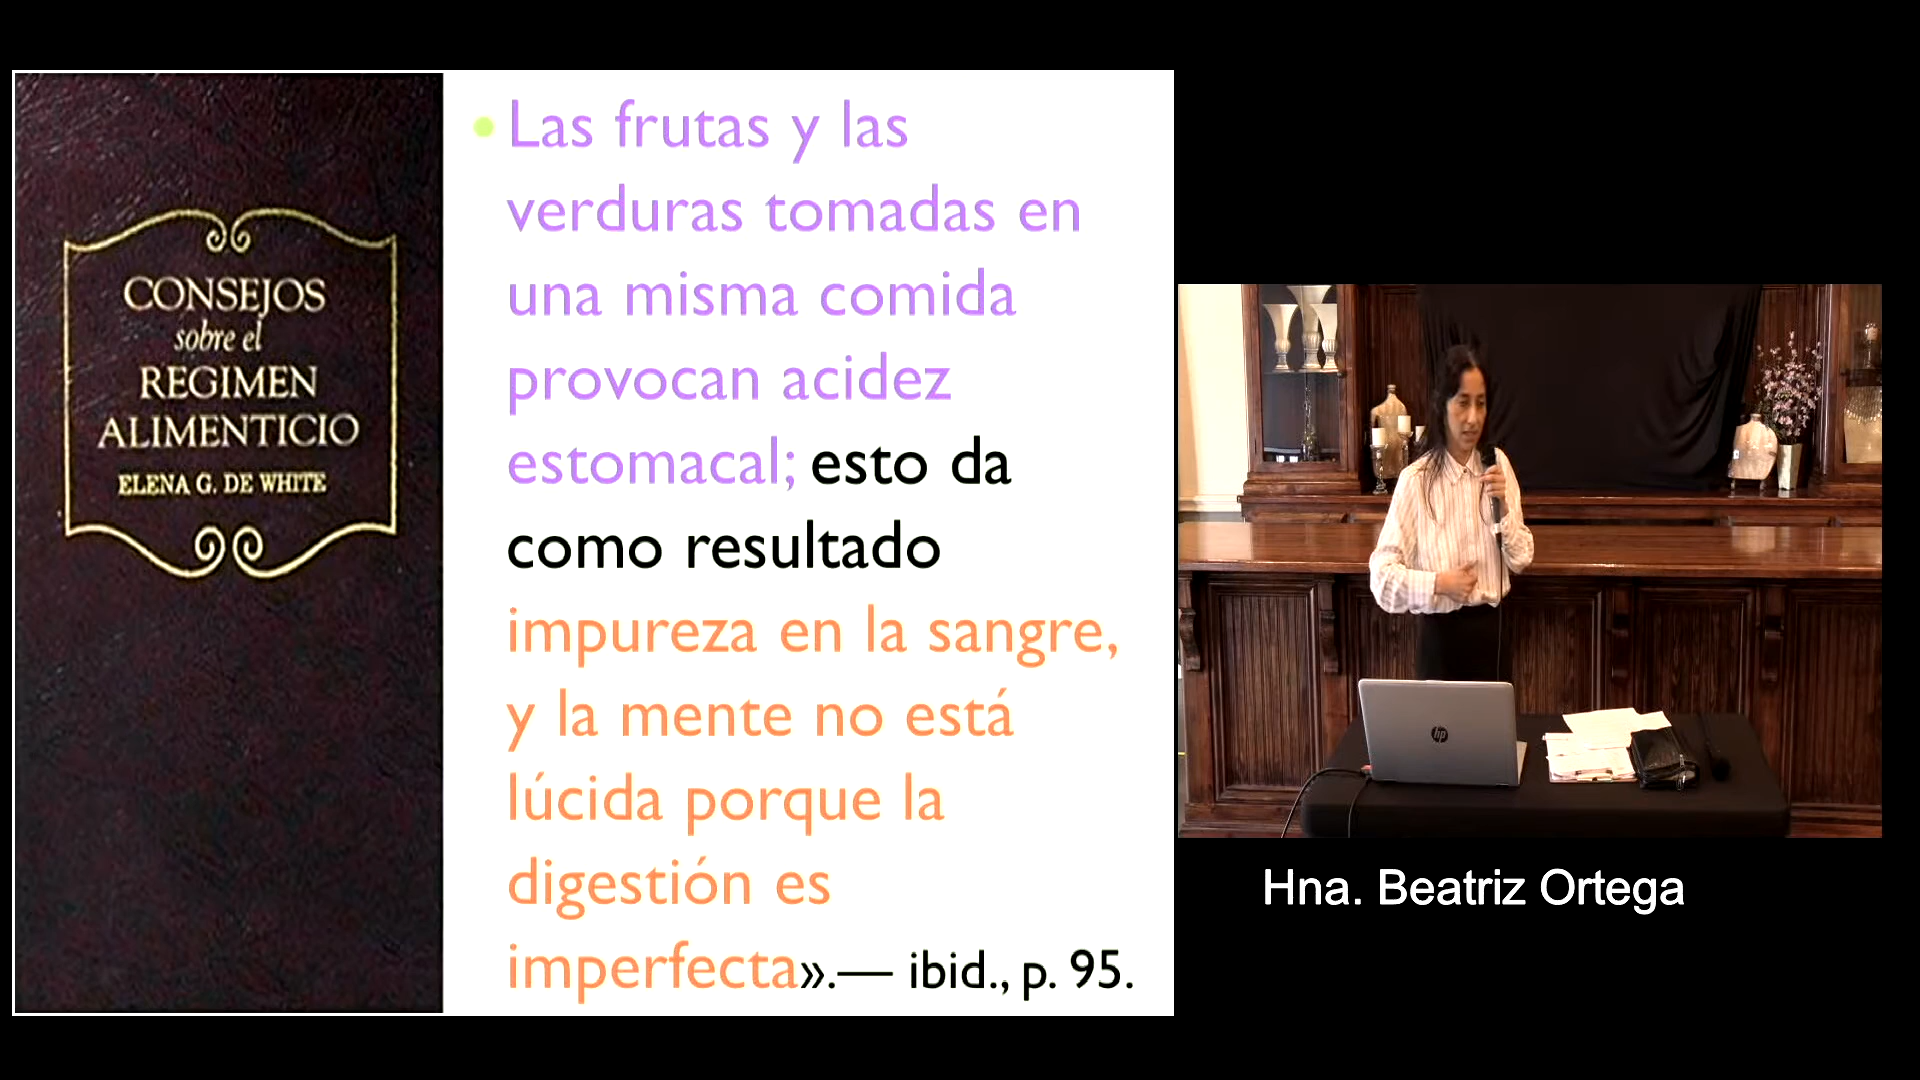 CONSEJOS
sobre el
REGIMEN
ALIMENTICIO
ELENA G. DE WHITE
• Las frutas y las
verduras tomadas en
una misma comida
provocan acidez
estomacal; esto da
como resultado
impureza en la sangre,
y la mente no está
lúcida porque la
digestión es
imperfecta».— ibid., p. 95.
hp
Hna. Beatriz Ortega